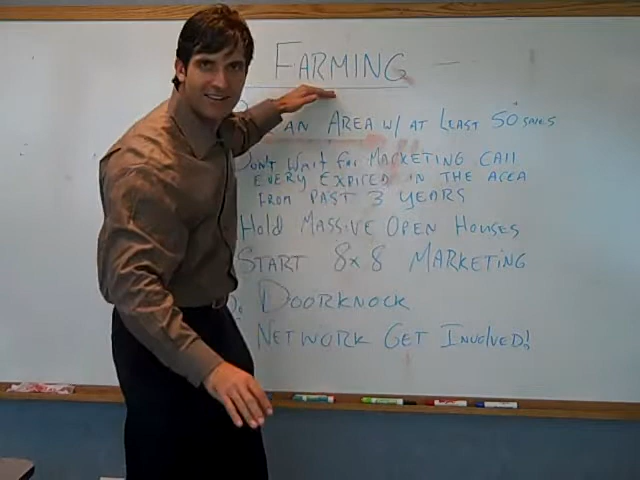 FARMING
AN AREA W/ AT LEAST 50 SALES
DON'T WAIT FOR MARKETING CALL
EVERY EXPIRED IN THE AREA
FROM PAST 3 YEARS
HOLD MASSIVE OPEN HOUSES
START 8x8 MARKETING
DOORKNOCK
NETWORK GET INVOLVED!